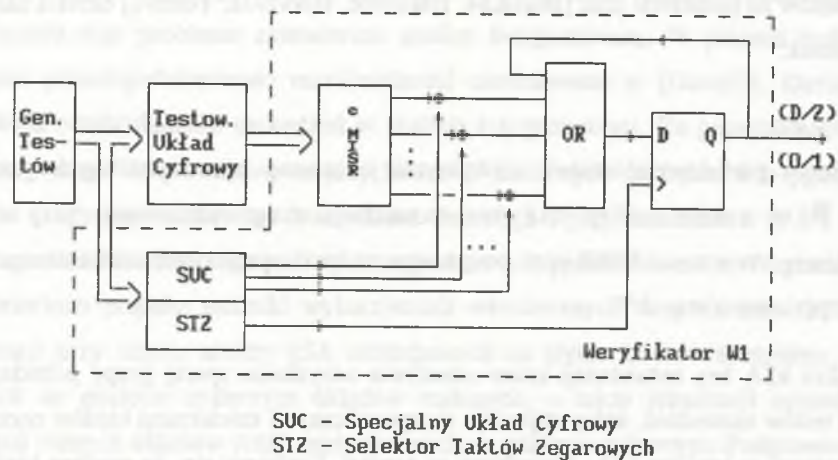 Gen.
Tes-
tów
Testow.
Układ
Cyfrowy
c MISR
OR
D Q
(D/2)
(O/1)
SUC
STZ
Weryfikator W1
SUC - Specjalny Układ Cyfrowy
STZ - Selektor Taktów Zegarowych